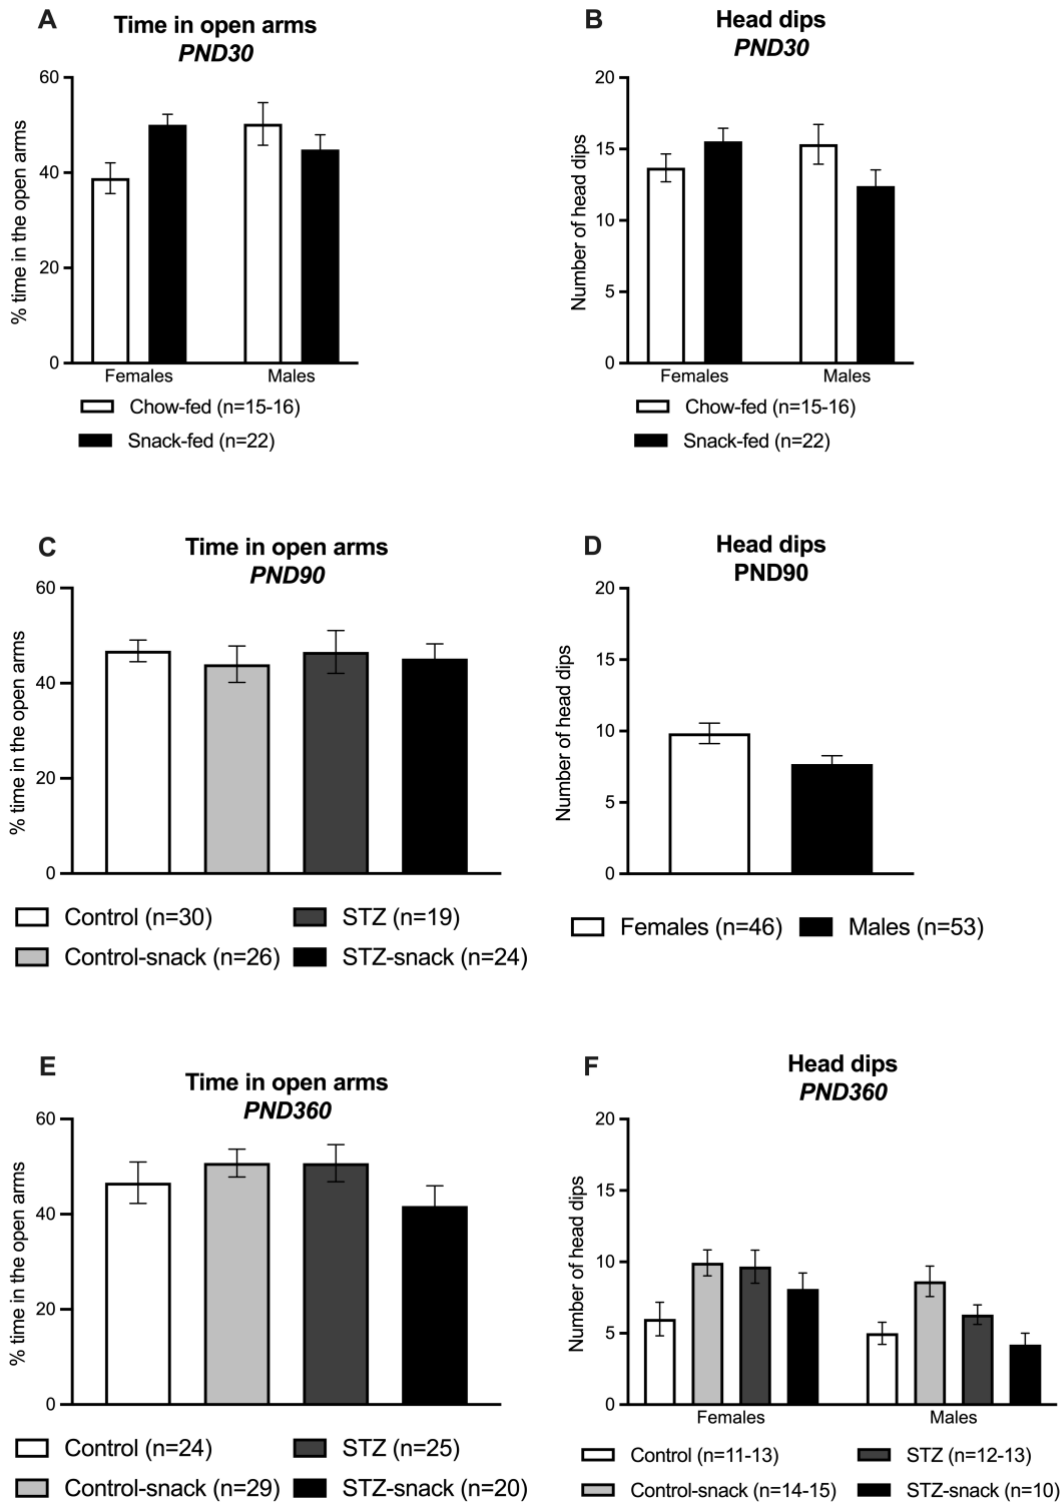 A
Time in open arms
PND30
% time in the open arms
60
40
20
0
Females
Males
Chow-fed (n=15-16)
Snack-fed (n=22)
B
Head dips
PND30
Number of head dips
20
15
10
5
0
Females
Males
Chow-fed (n=15-16)
Snack-fed (n=22)
C
Time in open arms
PND90
% time in the open arms
60
40
20
0
Control (n=30)
STZ (n=19)
Control-snack (n=26)
STZ-snack (n=24)
D
Head dips
PND90
Number of head dips
20
15
10
5
0
Females (n=46)
Males (n=53)
E
Time in open arms
PND360
% time in the open arms
60
40
20
0
Control (n=24)
STZ (n=25)
Control-snack (n=29)
STZ-snack (n=20)
F
Head dips
PND360
Number of head dips
20
15
10
5
0
Females
Males
Control (n=11-13)
STZ (n=12-13)
Control-snack (n=14-15)
STZ-snack (n=10)